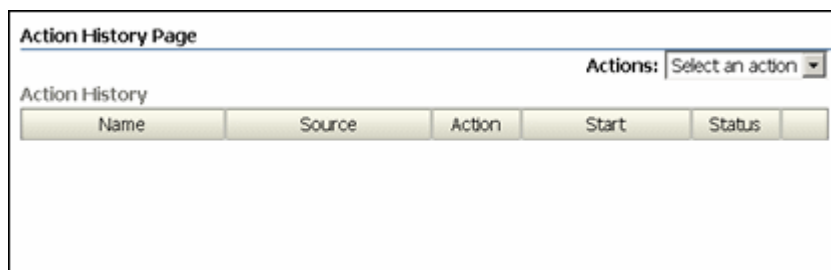 Action History Page
Actions: Select an action
Action History
Name Source Action Start Status